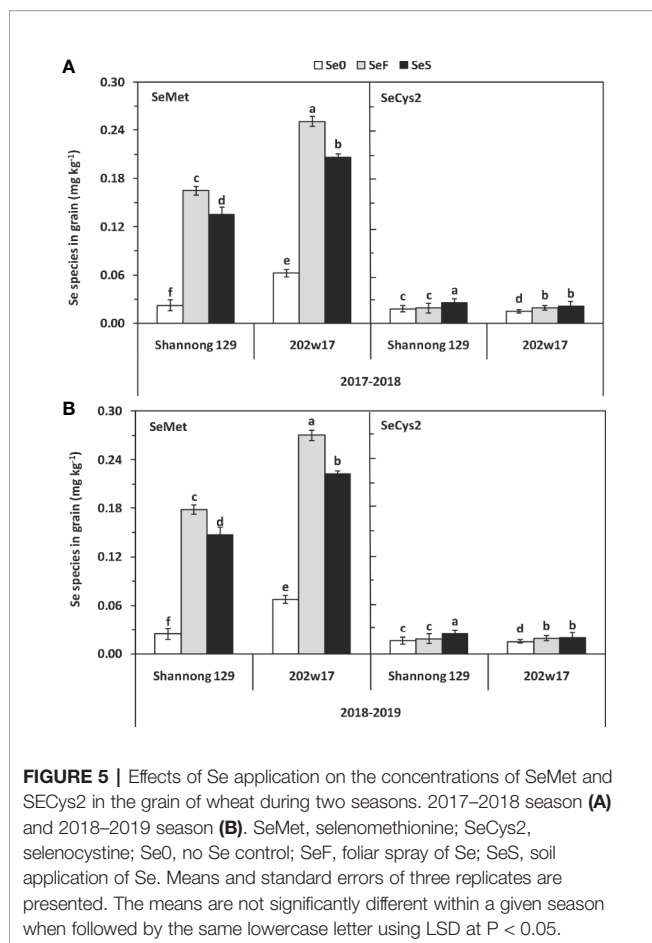 A
Se0 SeF SeS
SeMet
SeCys2
Se species in grain (mg kg⁻¹)
0.30
0.24
0.18
0.12
0.06
0.00
f c d e a b c c a d b b
Shannong 129 202w17 Shannong 129 202w17
2017-2018
B
SeMet
SeCys2
Se species in grain (mg kg⁻¹)
0.30
0.24
0.18
0.12
0.06
0.00
f c d e a b c c a d b b
Shannong 129 202w17 Shannong 129 202w17
2018-2019
FIGURE 5 | Effects of Se application on the concentrations of SeMet and
SECys2 in the grain of wheat during two seasons. 2017–2018 season (A)
and 2018–2019 season (B). SeMet, selenomethionine; SeCys2,
selenocystine; Se0, no Se control; SeF, foliar spray of Se; SeS, soil
application of Se. Means and standard errors of three replicates are
presented. The means are not significantly different within a given season
when followed by the same lowercase letter using LSD at P < 0.05.